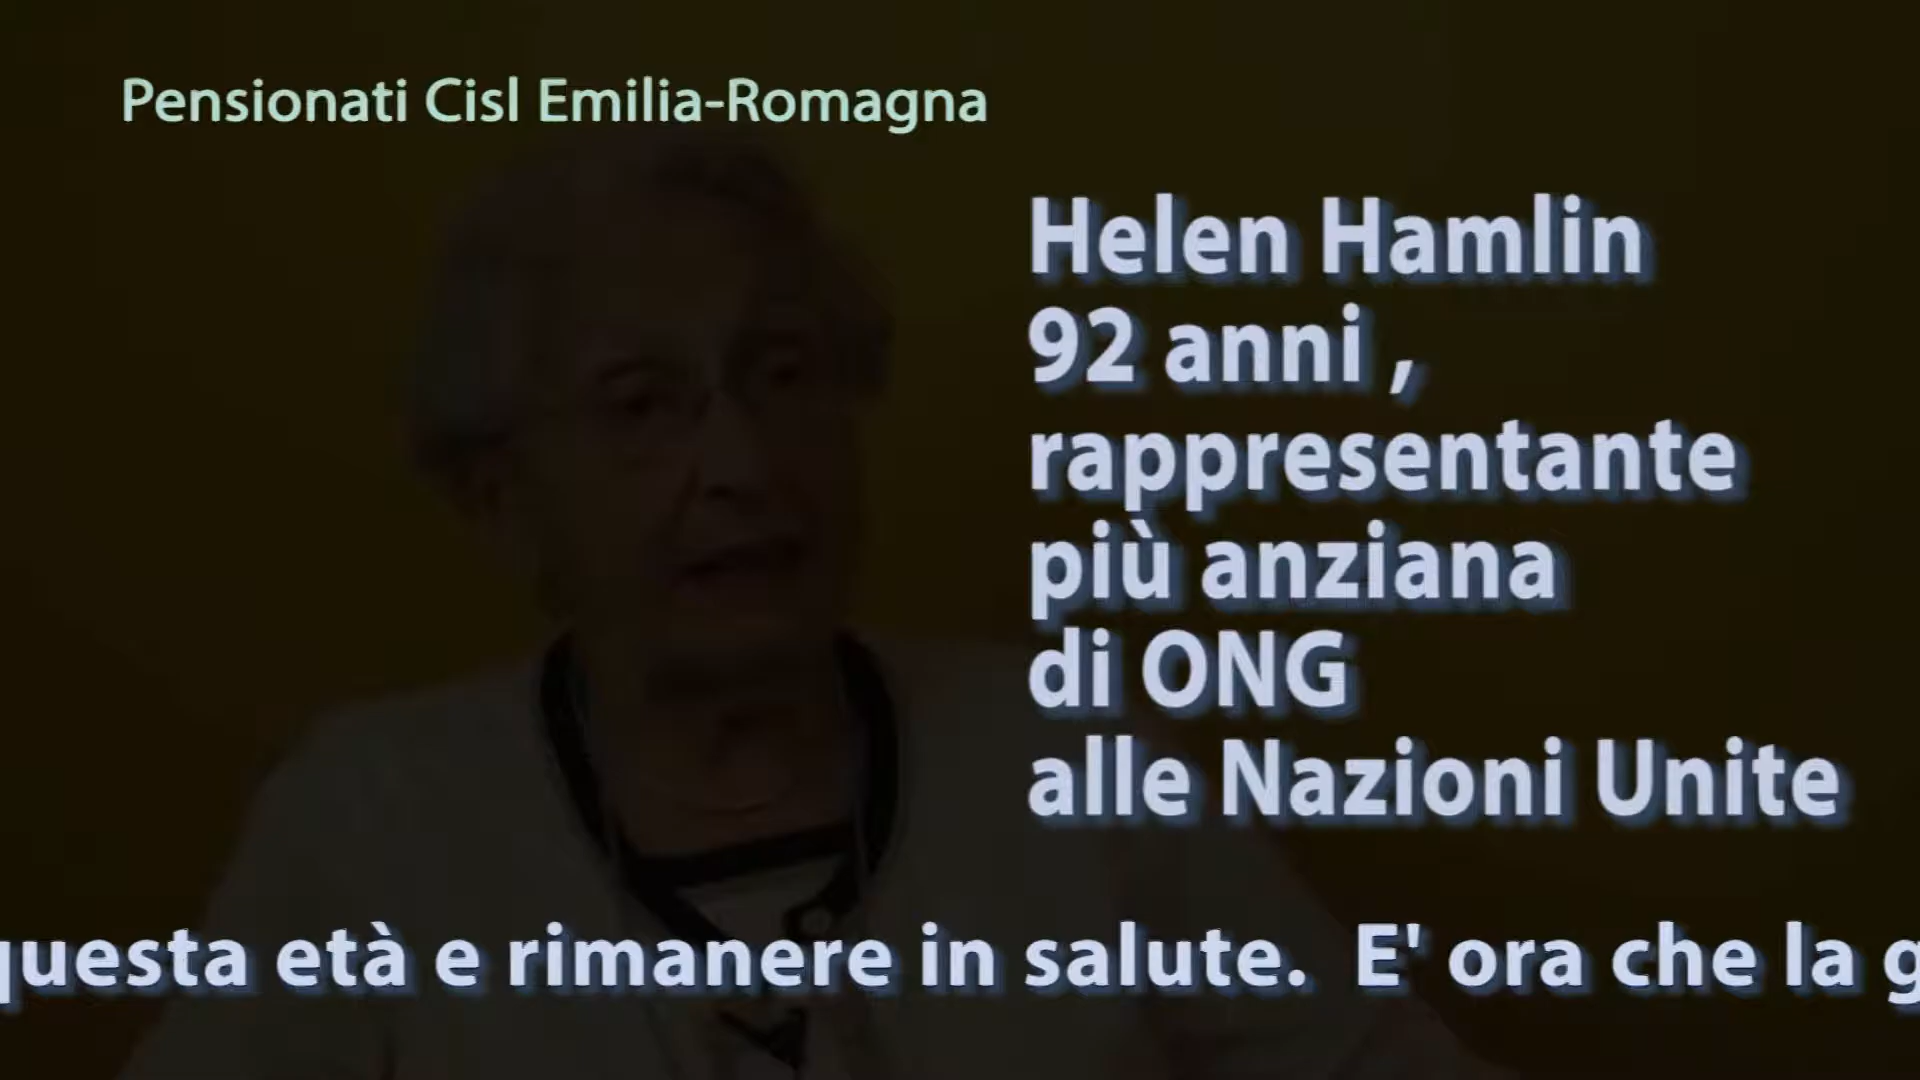 Pensionati Cisl Emilia-Romagna
Helen Hamlin
92 anni ,
rappresentante
più anziana
di ONG
alle Nazioni Unite
questa età e rimanere in salute. E' ora che la g